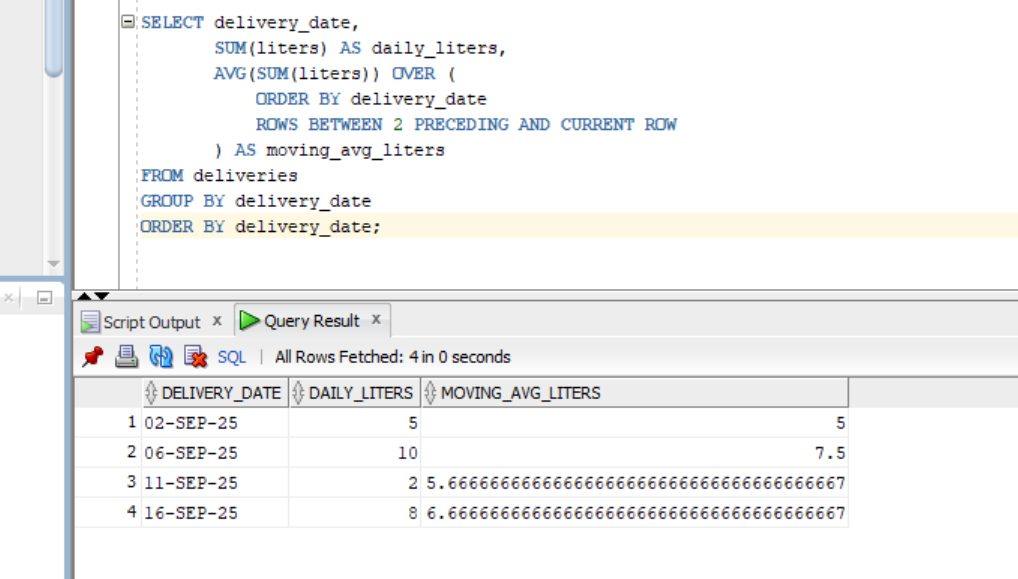 SELECT delivery_date,
SUM(liters) AS daily_liters,
AVG(SUM(liters)) OVER (
ORDER BY delivery_date
ROWS BETWEEN 2 PRECEDING AND CURRENT ROW
) AS moving_avg_liters
FROM deliveries
GROUP BY delivery_date
ORDER BY delivery_date;
Script Output x Query Result x
SQL | All Rows Fetched: 4 in 0 seconds
DELIVERY_DATE DAILY_LITERS MOVING_AVG_LITERS
1 02-SEP-25 5 5
2 06-SEP-25 10 7.5
3 11-SEP-25 2 5.66666666666666666666666666666666666667
4 16-SEP-25 8 6.66666666666666666666666666666666666667